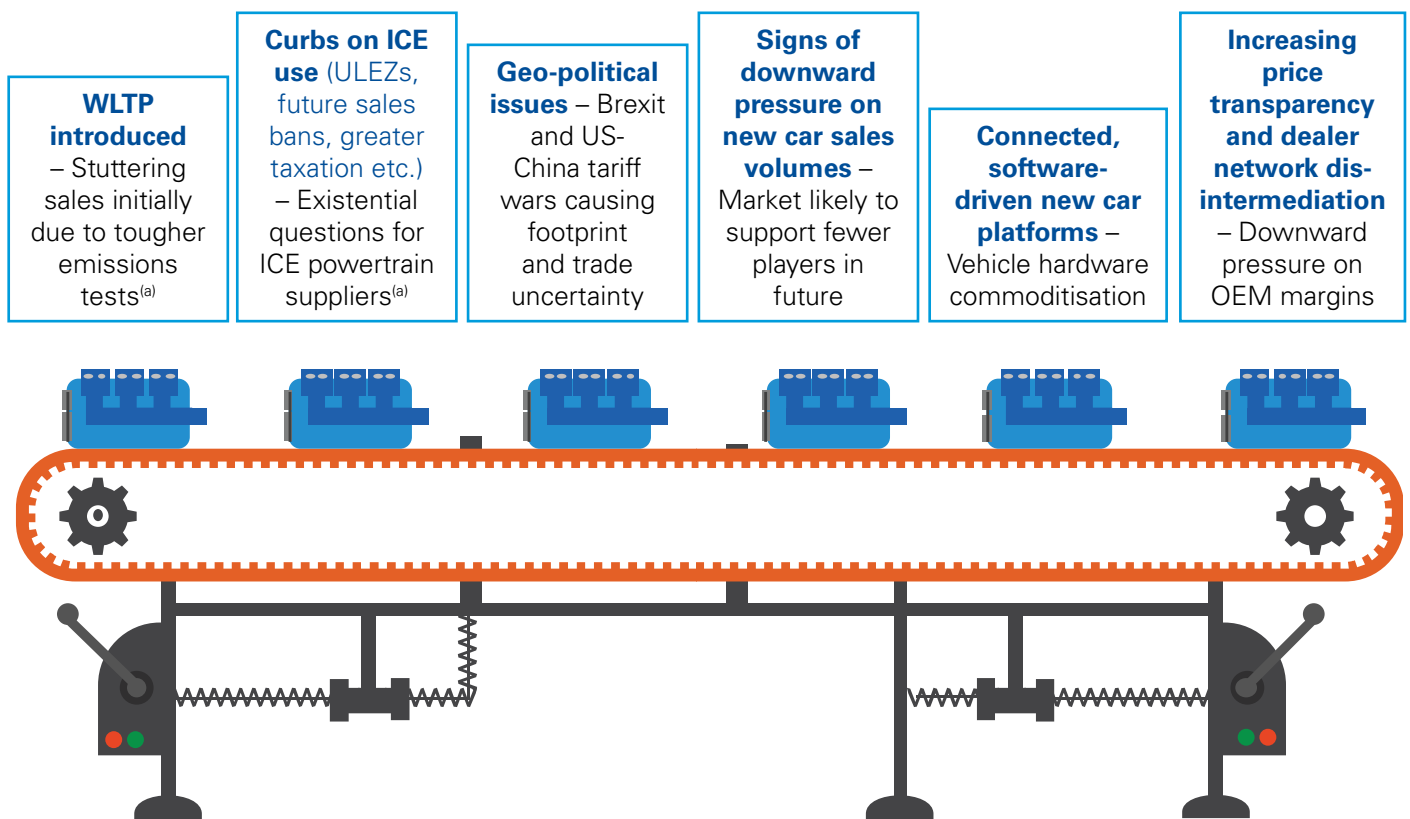 WLTP
introduced
– Stuttering
sales initially
due to tougher
emissions
tests(a)
Curbs on ICE
use (ULEZs,
future sales
bans, greater
taxation etc.)
– Existential
questions for
ICE powertrain
suppliers(a)
Geo-political
issues – Brexit
and US-
China tariff
wars causing
footprint
and trade
uncertainty
Signs of
downward
pressure on
new car sales
volumes –
Market likely to
support fewer
players in
future
Connected,
software-
driven new car
platforms –
Vehicle hardware
commoditisation
Increasing
price
transparency
and dealer
network dis-
intermediation
– Downward
pressure on
OEM margins